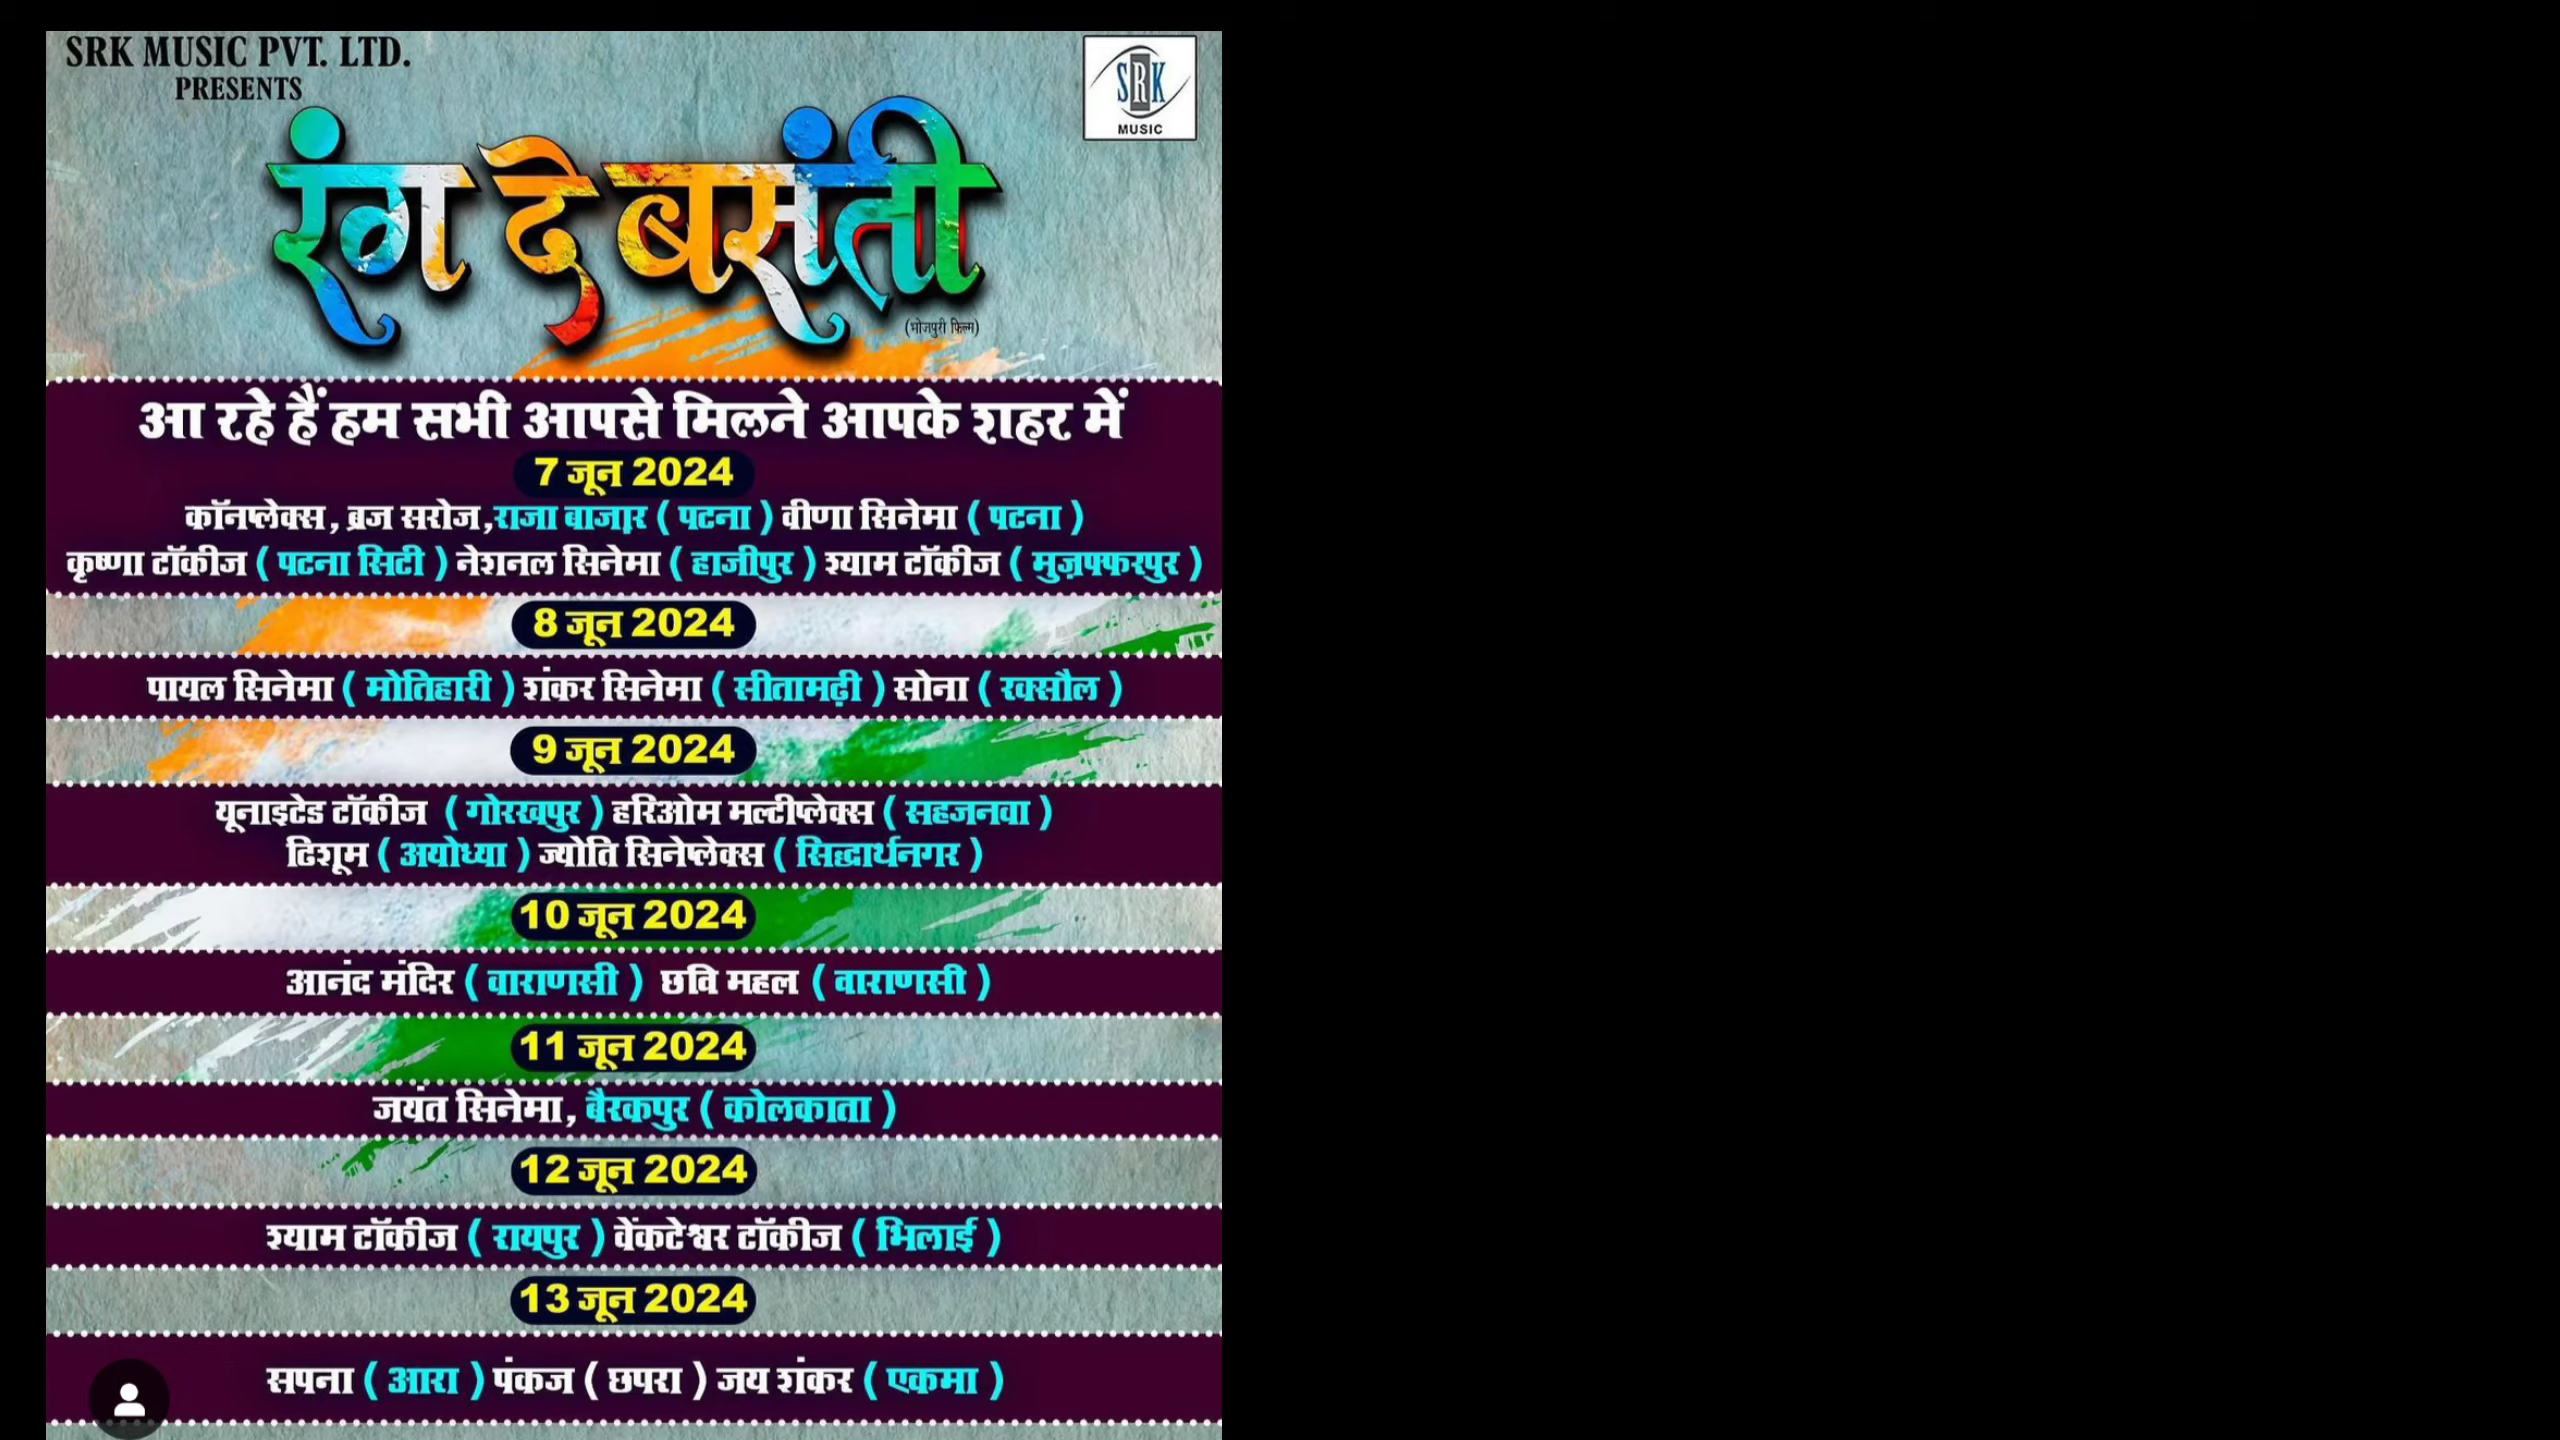 SRK MUSIC PVT. LTD.
PRESENTS
SRK
MUSIC
रंग दे बसंती
(भोजपुरी फिल्म)
आ रहे हैं हम सभी आपसे मिलने आपके शहर में
7 जून 2024
कॉनप्लेक्स, ब्रज सरोज,राजा बाजार ( पटना ) वीणा सिनेमा ( पटना )
कृष्णा टॉकीज ( पटना सिटी ) नेशनल सिनेमा ( हाजीपुर ) श्याम टॉकीज ( मुज़फ्फरपुर )
8 जून 2024
पायल सिनेमा ( मोतिहारी ) शंकर सिनेमा ( सीतामढ़ी ) सोना ( रक्सौल )
9 जून 2024
यूनाइटेड टॉकीज ( गोरखपुर ) हरिओम मल्टीप्लेक्स ( सहजनवा )
ढिशूम ( अयोध्या ) ज्योति सिनेप्लेक्स ( सिद्धार्थनगर )
10 जून 2024
आनंद मंदिर ( वाराणसी ) छवि महल ( वाराणसी )
11 जून 2024
जयंत सिनेमा, बैरकपुर ( कोलकाता )
12 जून 2024
श्याम टॉकीज ( रायपुर ) वेंकटेश्वर टॉकीज ( भिलाई )
13 जून 2024
सपना ( आरा ) पंकज ( छपरा ) जय शंकर ( एकमा )